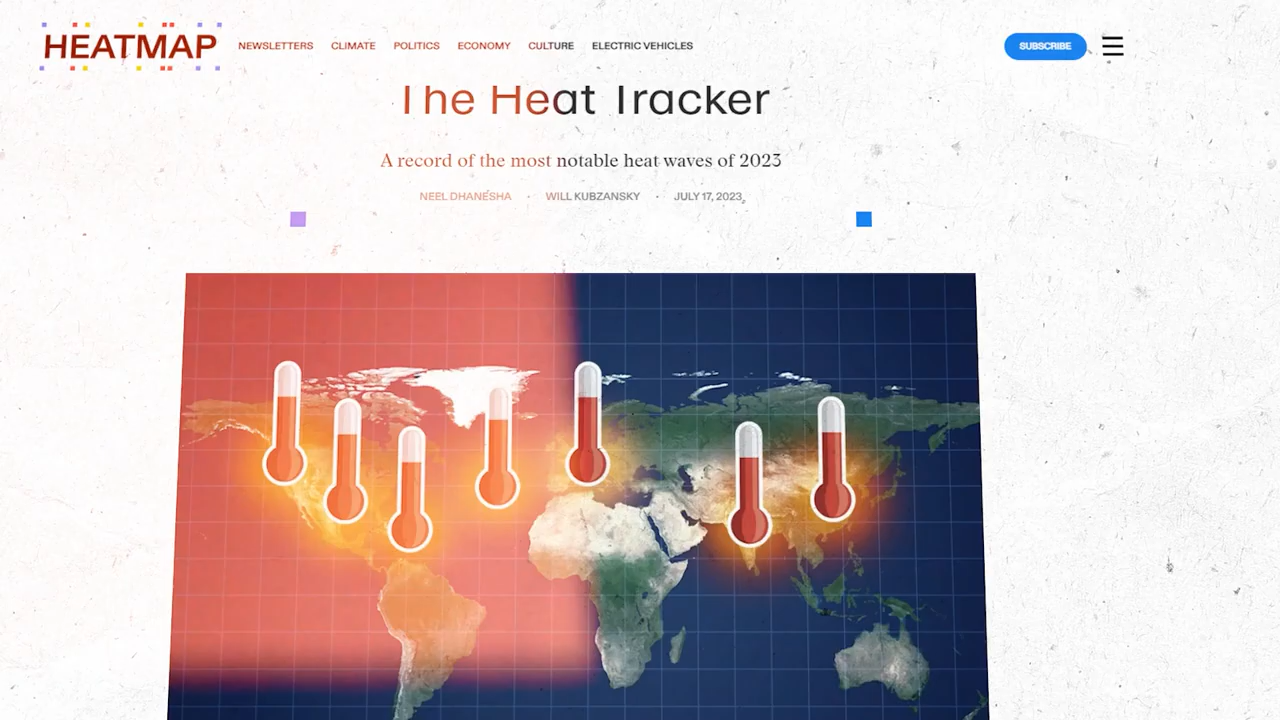 HEATMAP
NEWSLETTERS CLIMATE POLITICS ECONOMY CULTURE ELECTRIC VEHICLES SUBSCRIBE
The Heat Tracker
A record of the most notable heat waves of 2023
NEEL DHANESHA · WILL KUBZANSKY · JULY 17, 2023